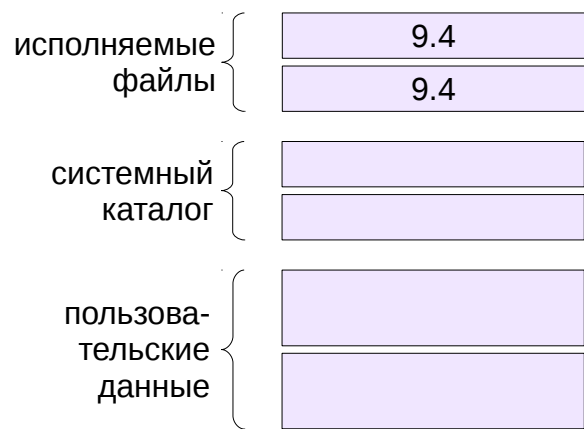 исполняемые
файлы
9.4
9.4
системный
каталог
пользова-
тельские
данные